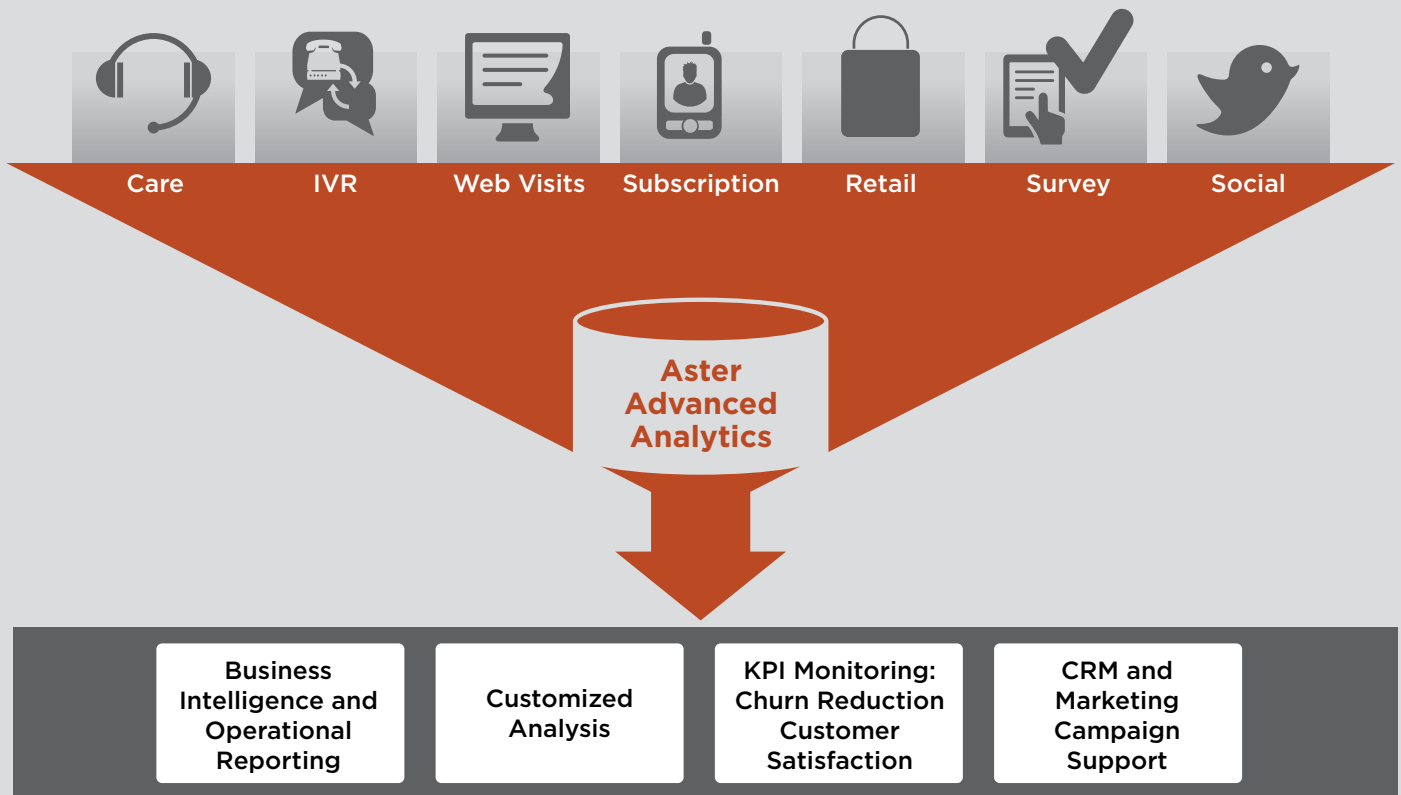 Care
IVR
Web Visits
Subscription
Retail
Survey
Social
Aster
Advanced
Analytics
Business
Intelligence and
Operational
Reporting
Customized
Analysis
KPI Monitoring:
Churn Reduction
Customer
Satisfaction
CRM and
Marketing
Campaign
Support